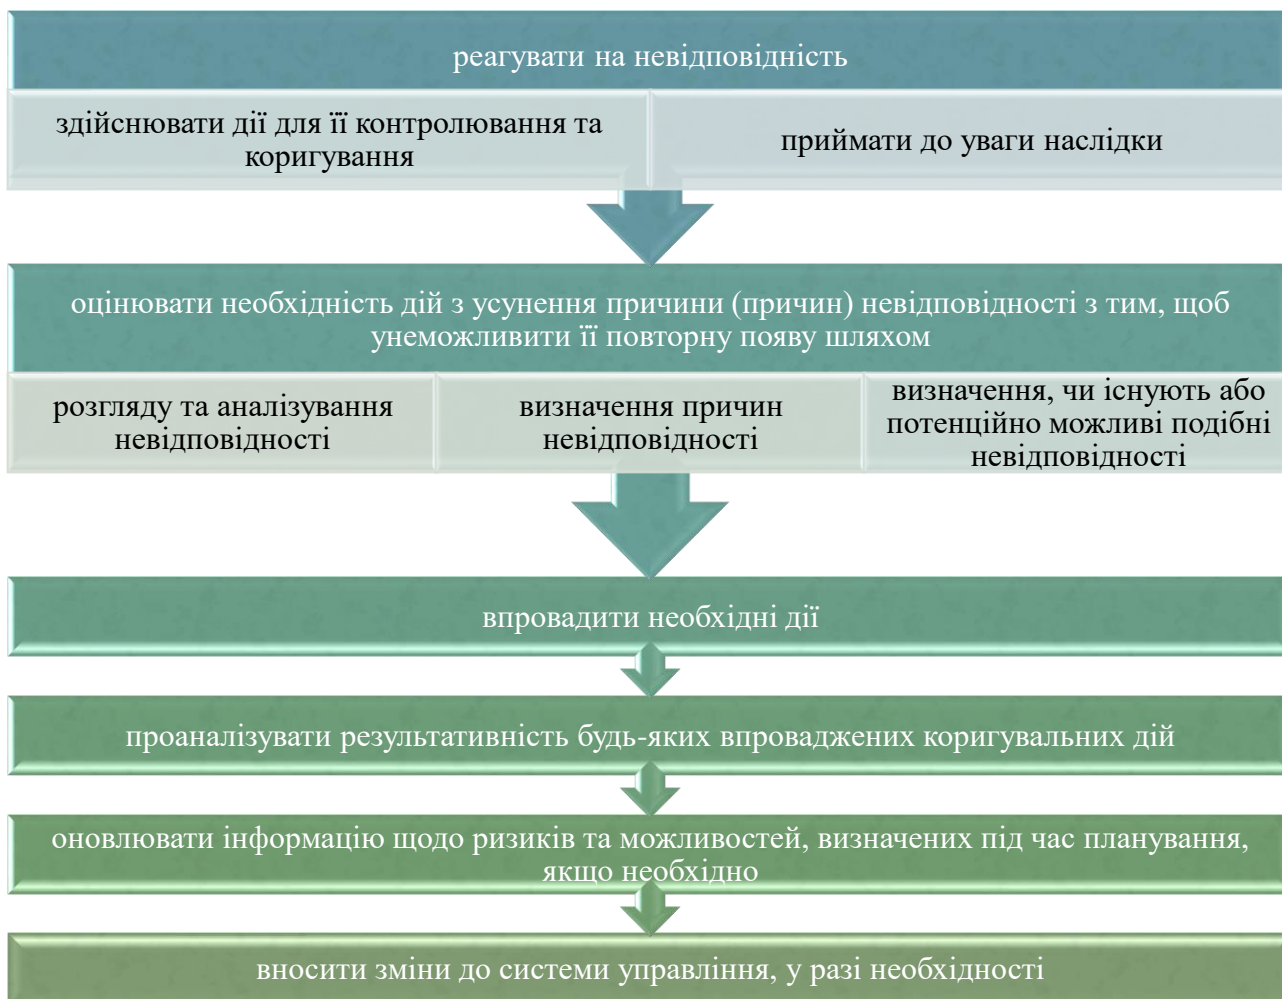 реагувати на невідповідність
здійснювати дії для її контролювання та
коригування
приймати до уваги наслідки
оцінювати необхідність дій з усунення причини (причин) невідповідності з тим, щоб
унеможливити її повторну появу шляхом
розгляду та аналізування
невідповідності
визначення причин
невідповідності
визначення, чи існують або
потенційно можливі подібні
невідповідності
впровадити необхідні дії
проаналізувати результативність будь-яких впроваджених коригувальних дій
оновлювати інформацію щодо ризиків та можливостей, визначених під час планування,
якщо необхідно
вносити зміни до системи управління, у разі необхідності